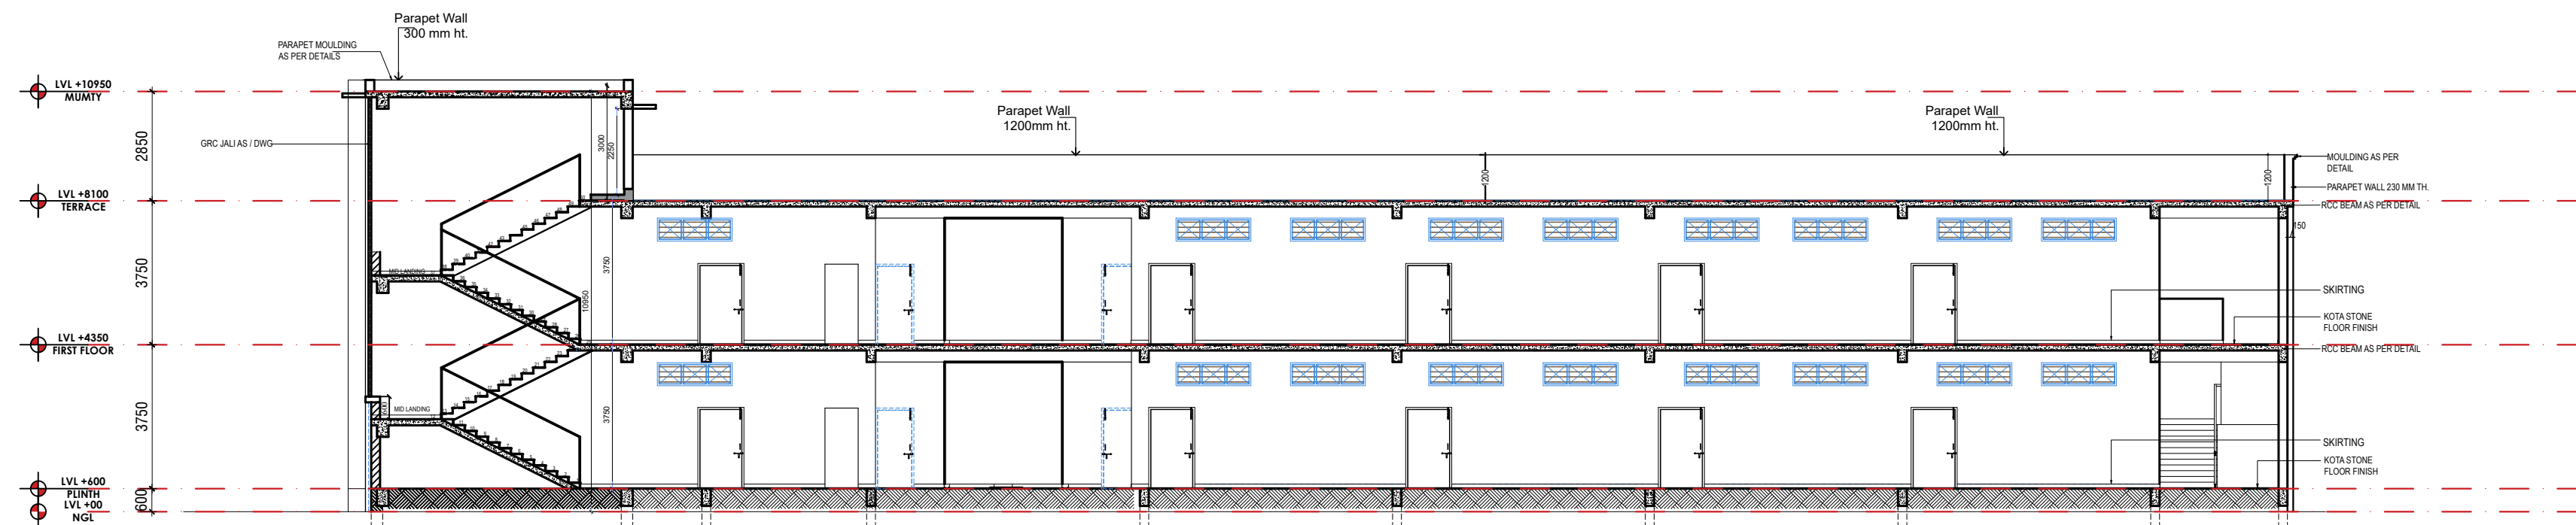 Parapet Wall
300 mm ht.
PARAPET MOULDING
AS PER DETAILS
LVL +10950
MUMTY
Parapet Wall
1200mm ht.
Parapet Wall
1200mm ht.
2850
GRC JALI AS / DWG
3000
2250
MOULDING AS PER
DETAIL
1200
1200
PARAPET WALL 230 MM TH.
LVL +8100
TERRACE
RCC BEAM AS PER DETAIL
150
3750
MID LANDING
3750
10950
SKIRTING
KOTA STONE
FLOOR FINISH
LVL +4350
FIRST FLOOR
RCC BEAM AS PER DETAIL
3750
600
MID LANDING
3750
SKIRTING
KOTA STONE
FLOOR FINISH
LVL +600
PLINTH
600
LVL +00
NGL